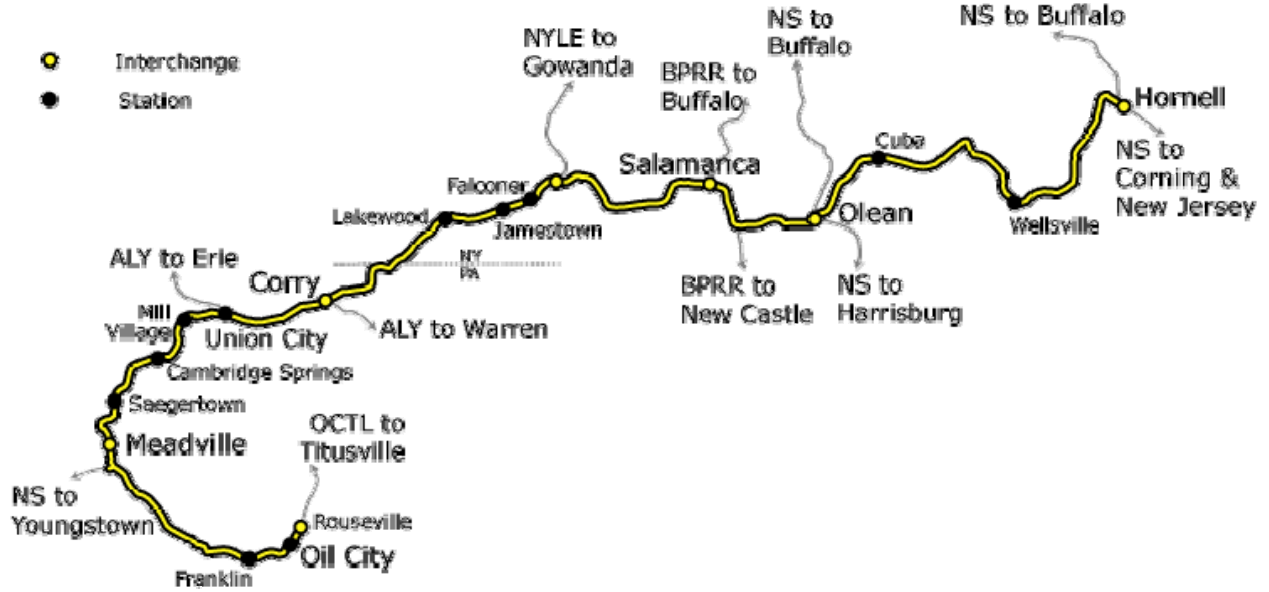 Interchange
Station
NYLE to
Gowanda
BPRR to
Buffalo
NS to
Buffalo
NS to Buffalo
Hornell
NS to
Corning &
New Jersey
Cuba
Wellsville
Salamanca
Olean
Falconer
Lakewood
Jamestown
NY
PA
BPRR to
New Castle
NS to
Harrisburg
ALY to Erie
Corry
ALY to Warren
Mill
Village
Union City
Cambridge Springs
Saegertown
Meadville
OCTL to
Titusville
NS to
Youngstown
Rouseville
Oil City
Franklin